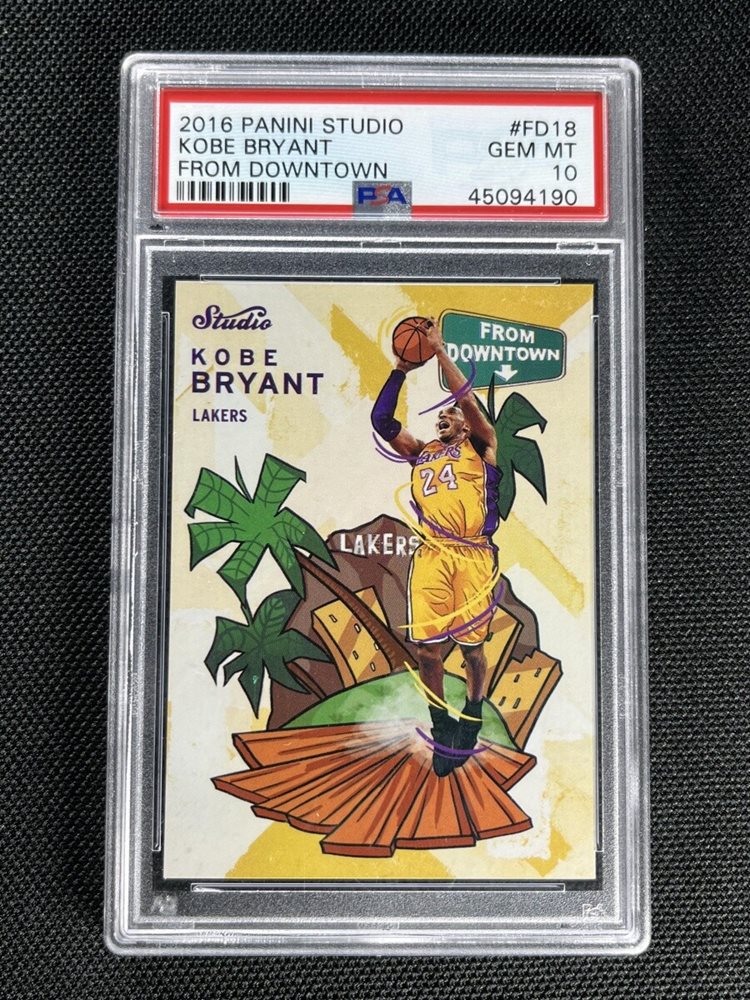 2016 PANINI STUDIO #FD18
KOBE BRYANT GEM MT
FROM DOWNTOWN 10
PSA 45094190
Studio
KOBE
BRYANT
LAKERS
FROM
DOWNTOWN
LAKERS
24
LAKERS